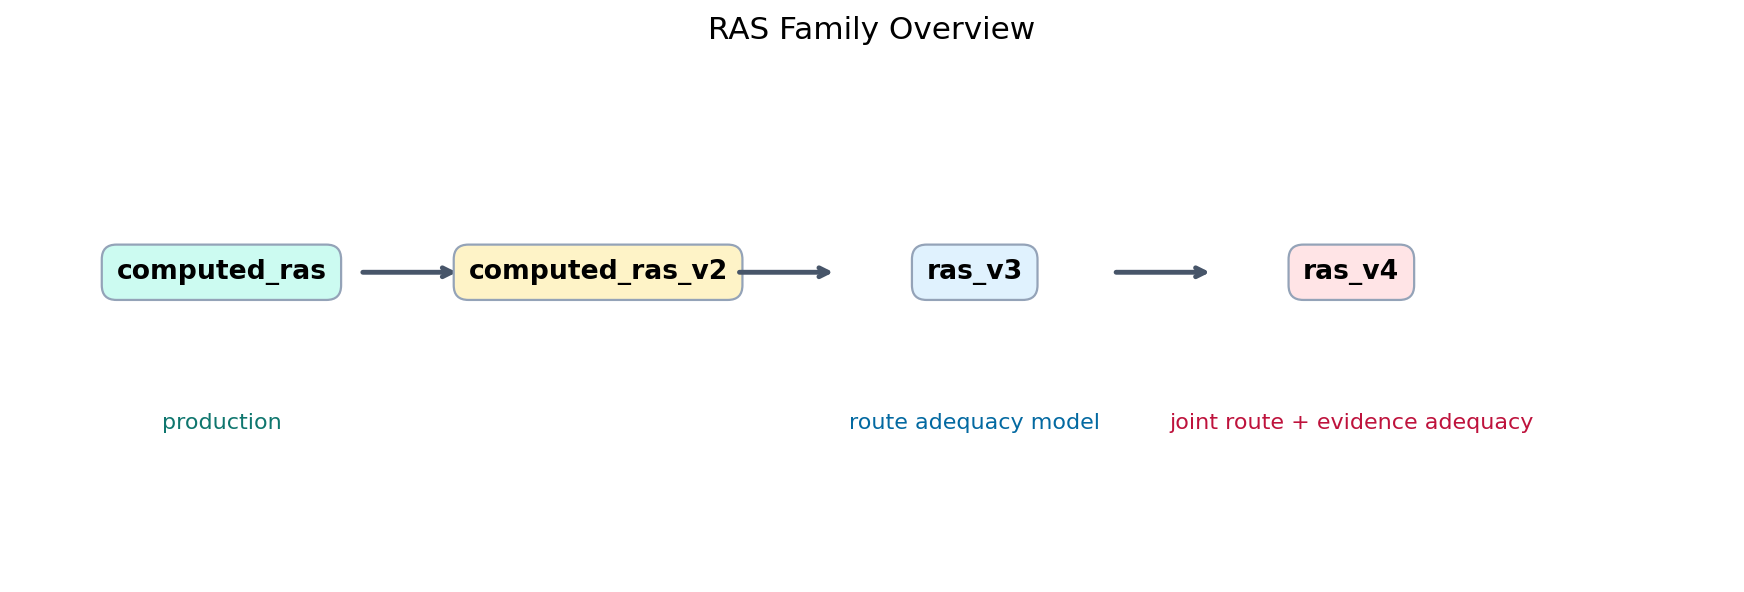 RAS Family Overview
computed_ras
computed_ras_v2
ras_v3
ras_v4
production
route adequacy model
joint route + evidence adequacy